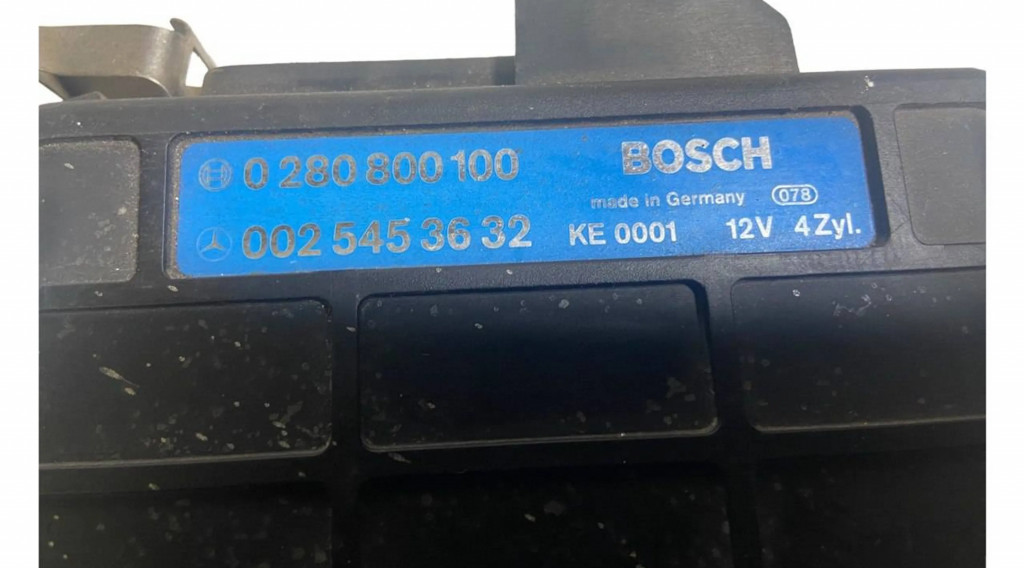 0 280 800 100 BOSCH
made in Germany 078
002 545 36 32 KE 0001 12V 4 Zyl.